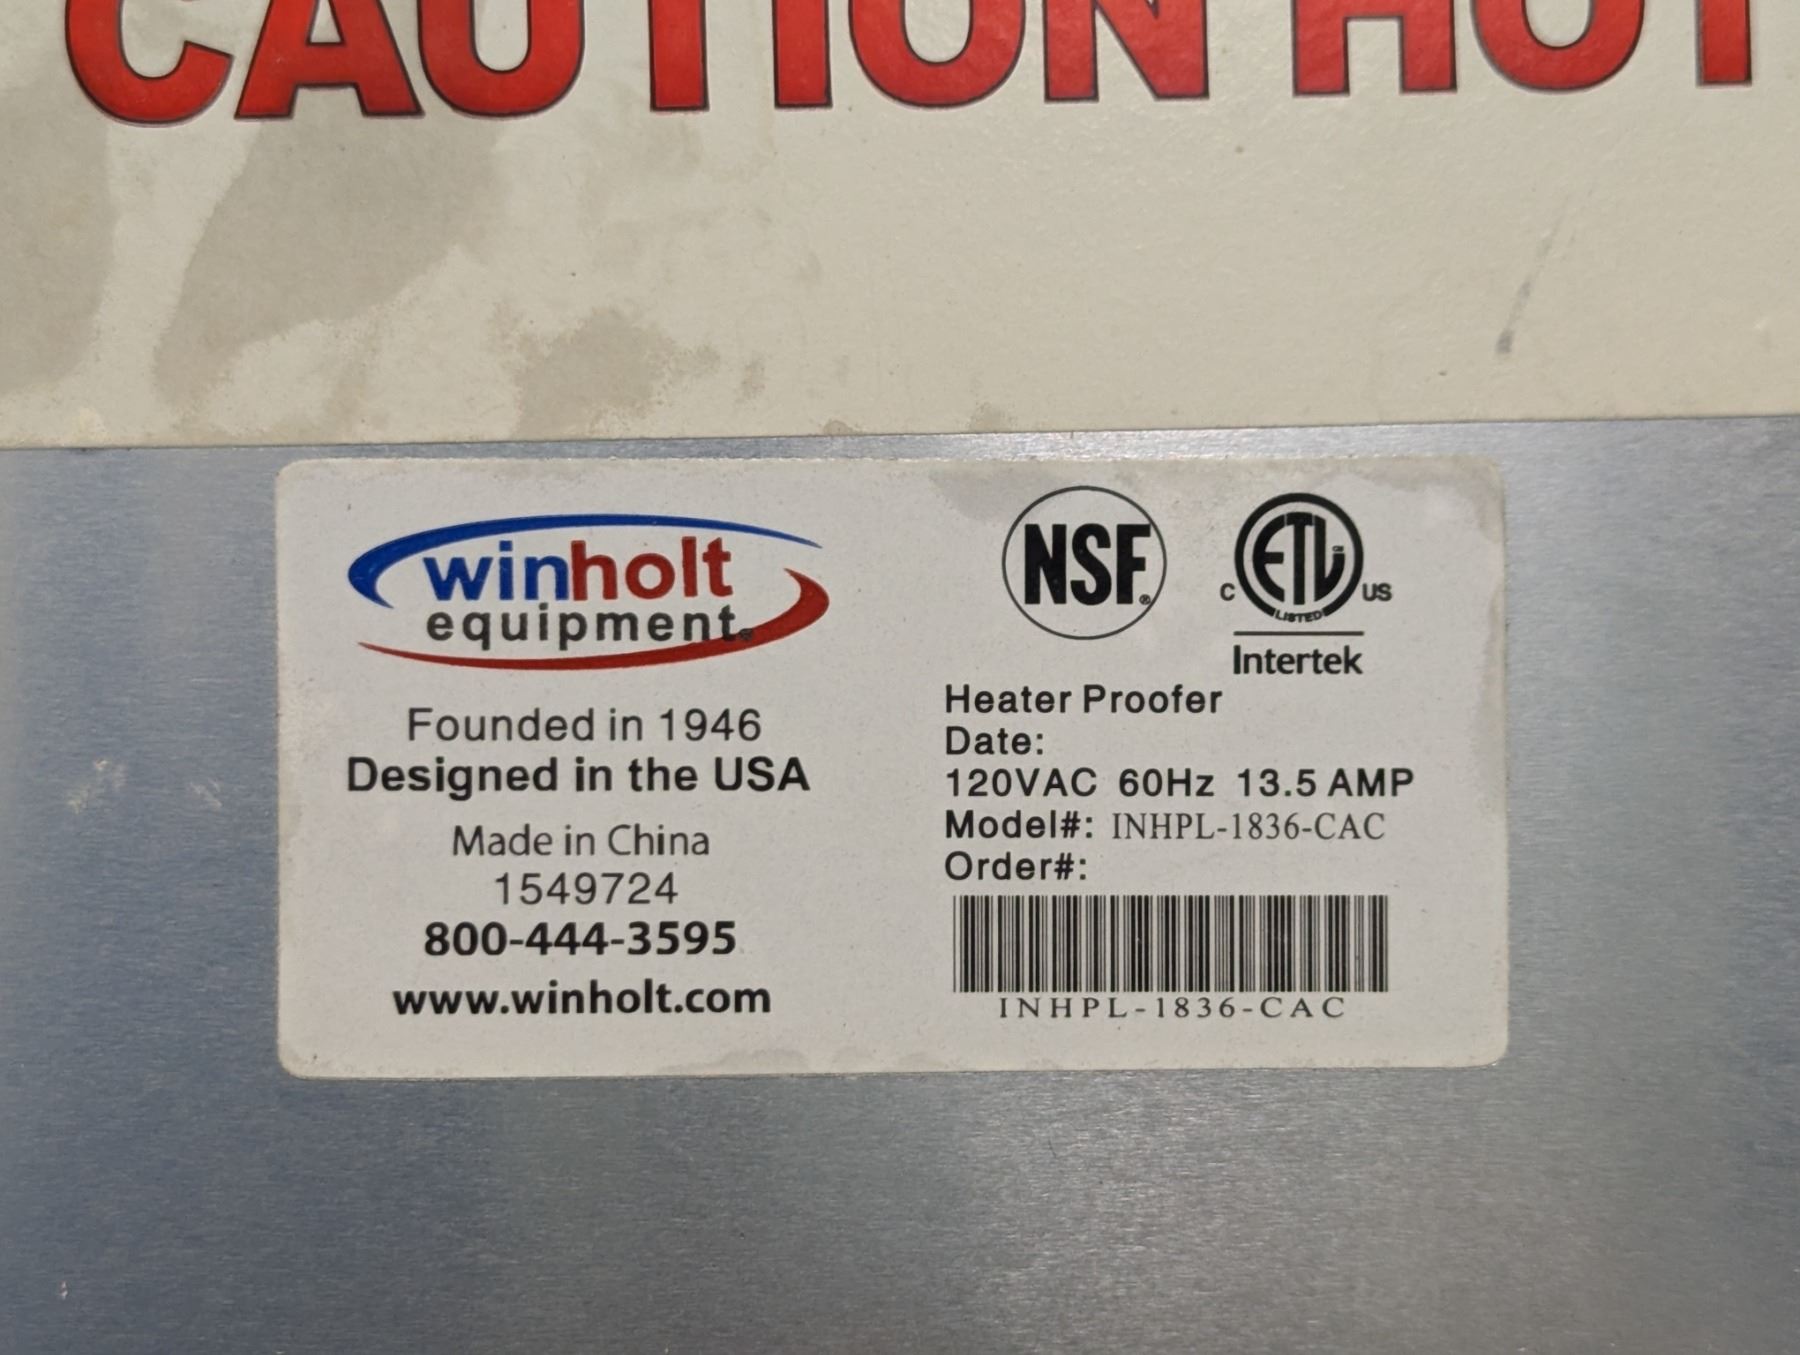 CAUTION HOT
winholt
equipment®
Founded in 1946
Designed in the USA
Made in China
1549724
800-444-3595
www.winholt.com
NSF®
C ETL US
LISTED
Intertek
Heater Proofer
Date:
120VAC 60Hz 13.5 AMP
Model#: INHPL-1836-CAC
Order#:
INHPL-1836-CAC